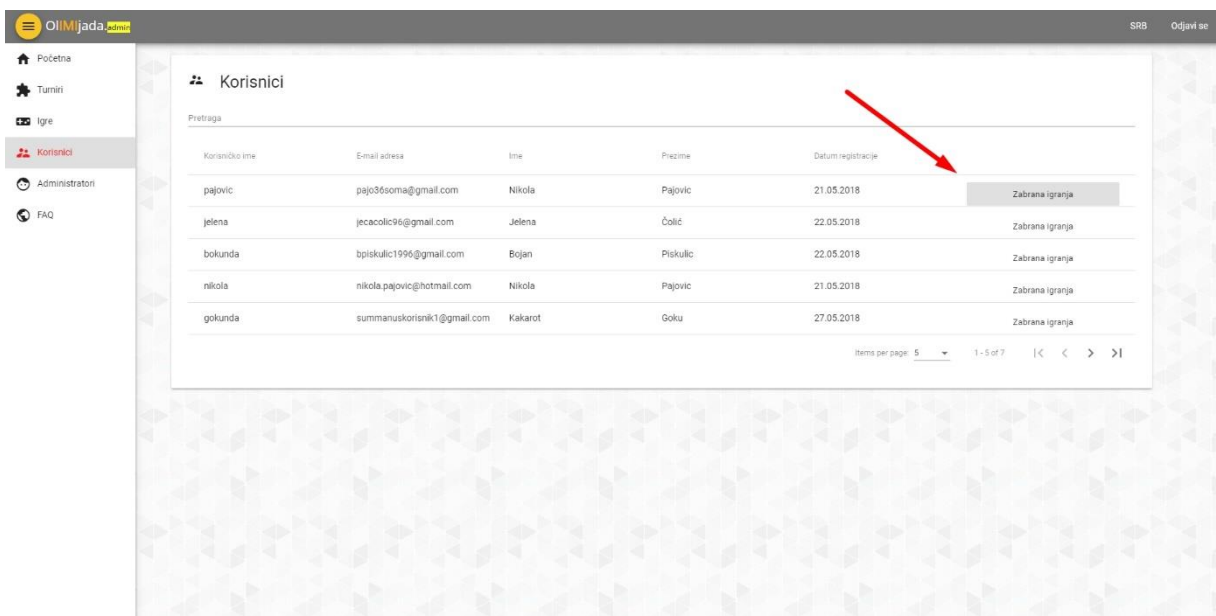 OlIMIjada.admin SRB Odjavi se
Početna
Turniri
Igre
Korisnici
Administratori
FAQ
Korisnici
Pretraga
Korisničko ime E-mail adresa Ime Prezime Datum registracije
pajovic pajo36soma@gmail.com Nikola Pajovic 21.05.2018 Zabrana igranja
jelena jecacolic96@gmail.com Jelena Čolić 22.05.2018 Zabrana igranja
bokunda bpiskulic1996@gmail.com Bojan Piskulic 22.05.2018 Zabrana igranja
nikola nikola.pajovic@hotmail.com Nikola Pajovic 21.05.2018 Zabrana igranja
gokunda summanuskorisnik1@gmail.com Kakarot Goku 27.05.2018 Zabrana igranja
Items per page: 5 1 - 5 of 7